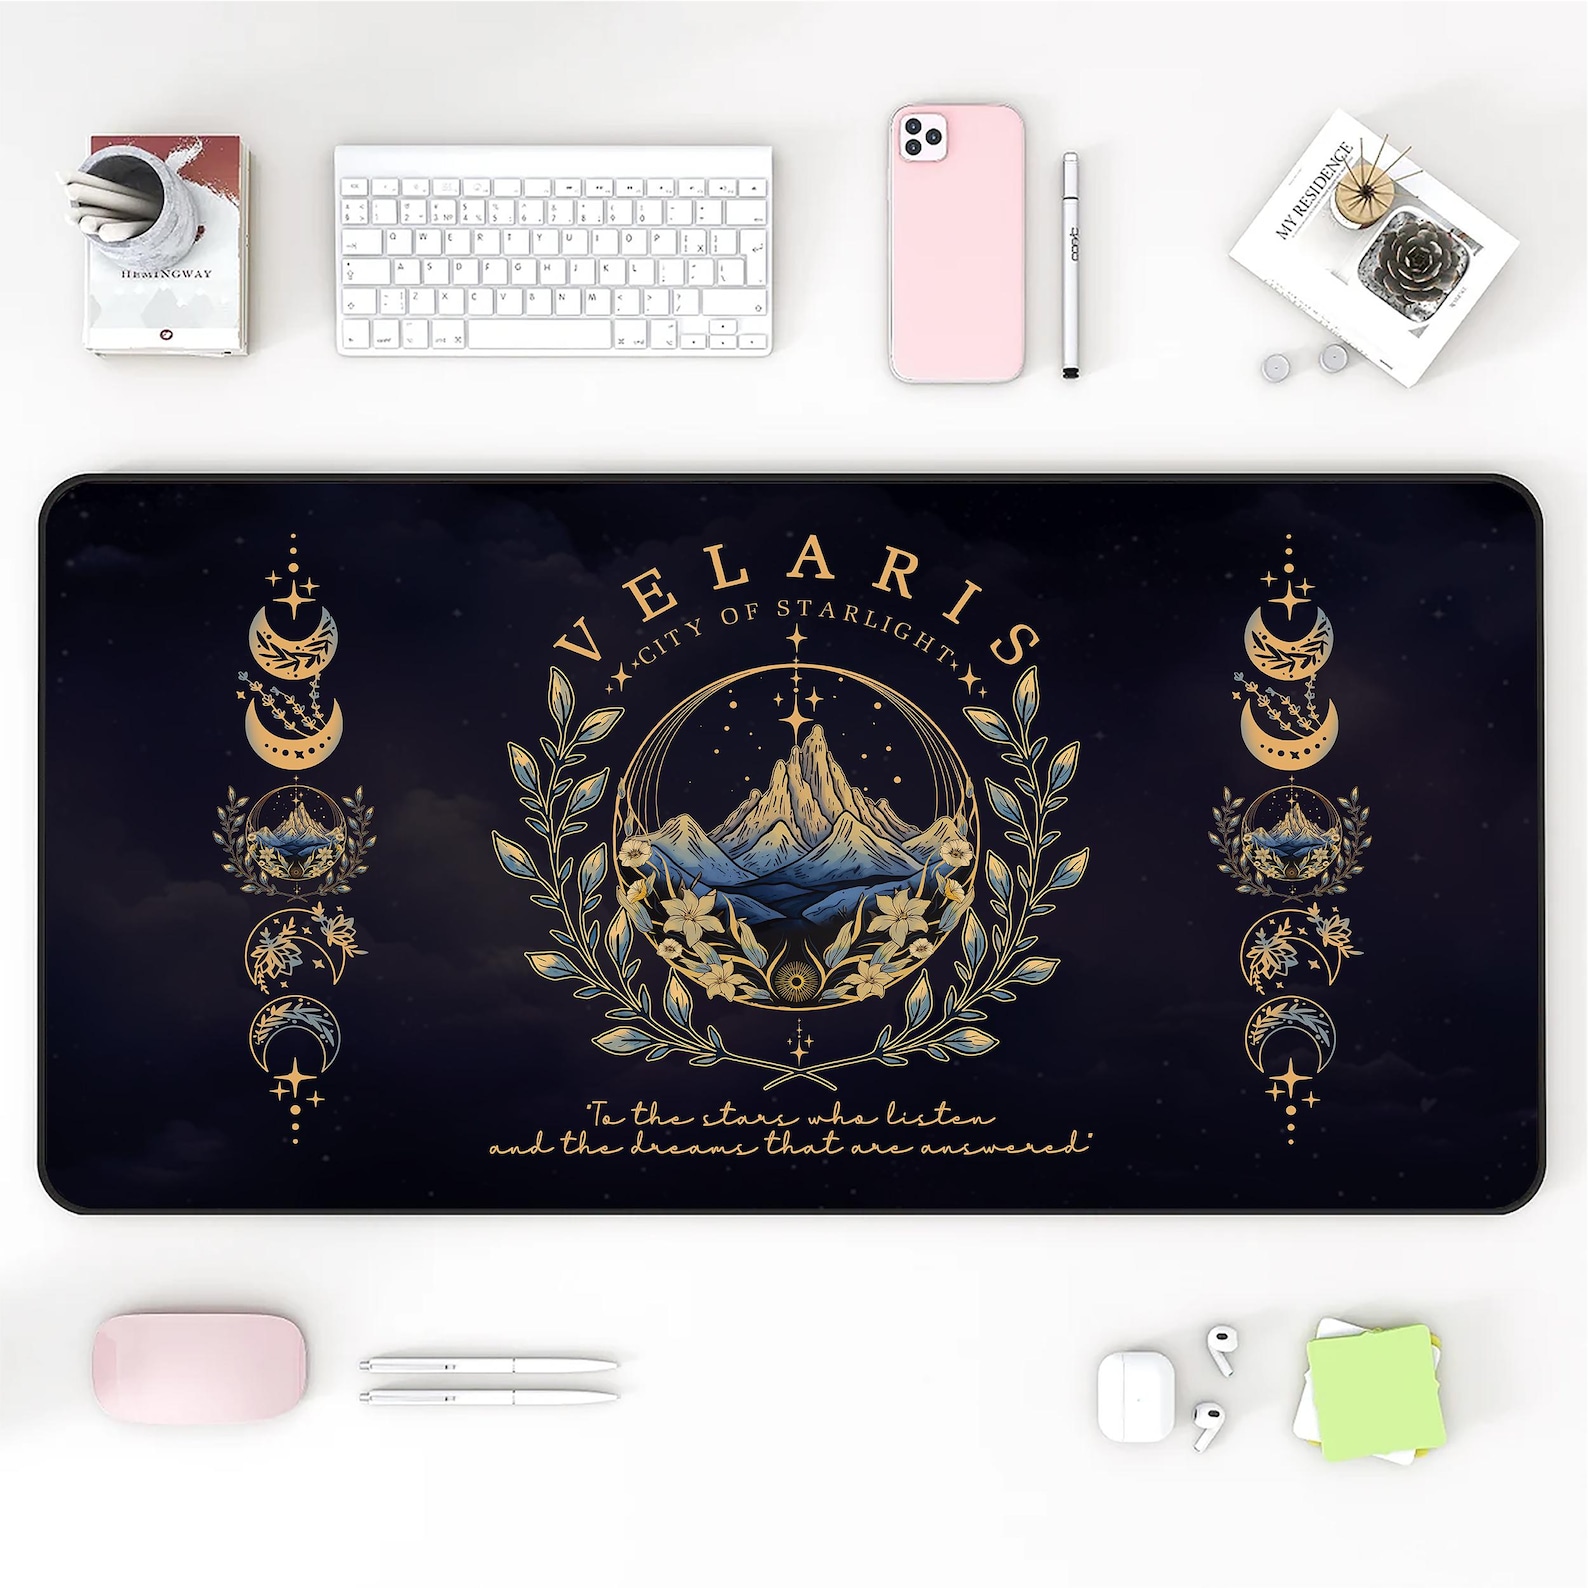 HEMINGWAY
Q W E R T Y U I O P
A S D F G H J K L
Z X C V B N M
MY RESIDENCE
VELARIS
CITY OF STARLIGHT
"To the stars who listen
and the dreams that are answered"